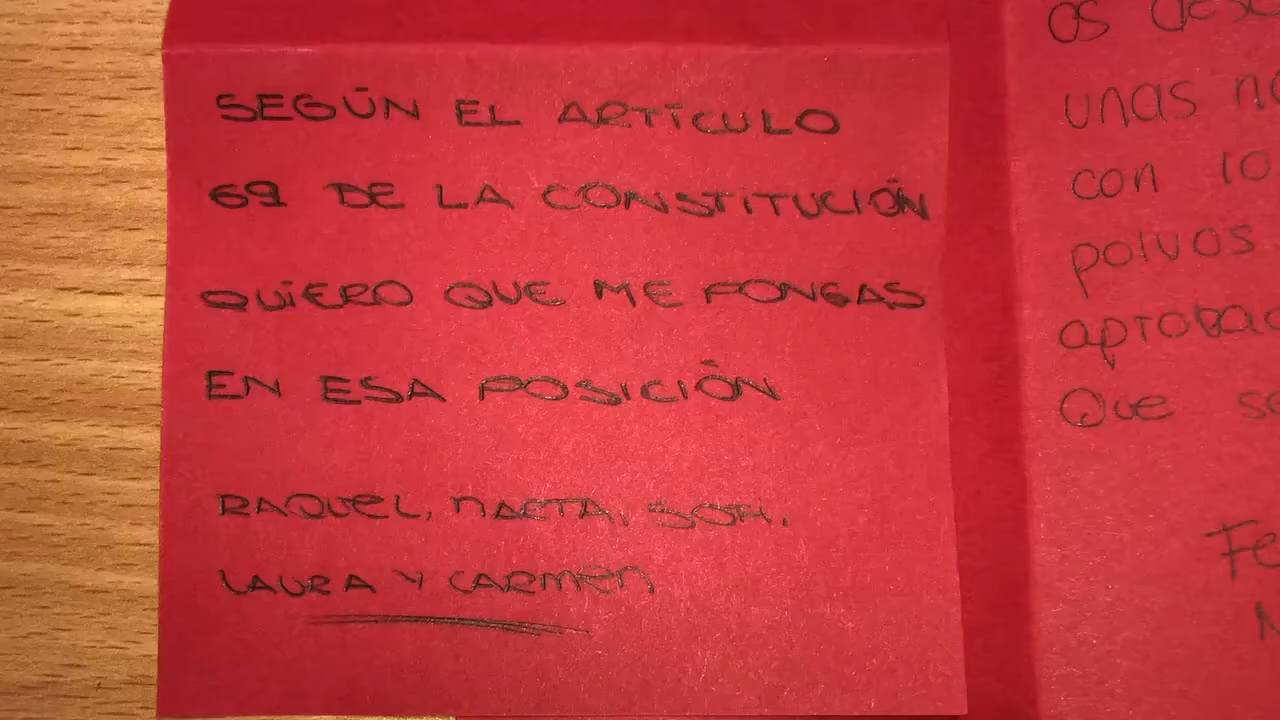 SEGÚN EL ARTÍCULO
69 DE LA CONSTITUCIÓN
QUIERO QUE ME PONGAS
EN ESA POSICIÓN
RAQUEL, MARTA, SOFI,
LAURA Y CARMEN
os
unas
con 10
polvos
Que